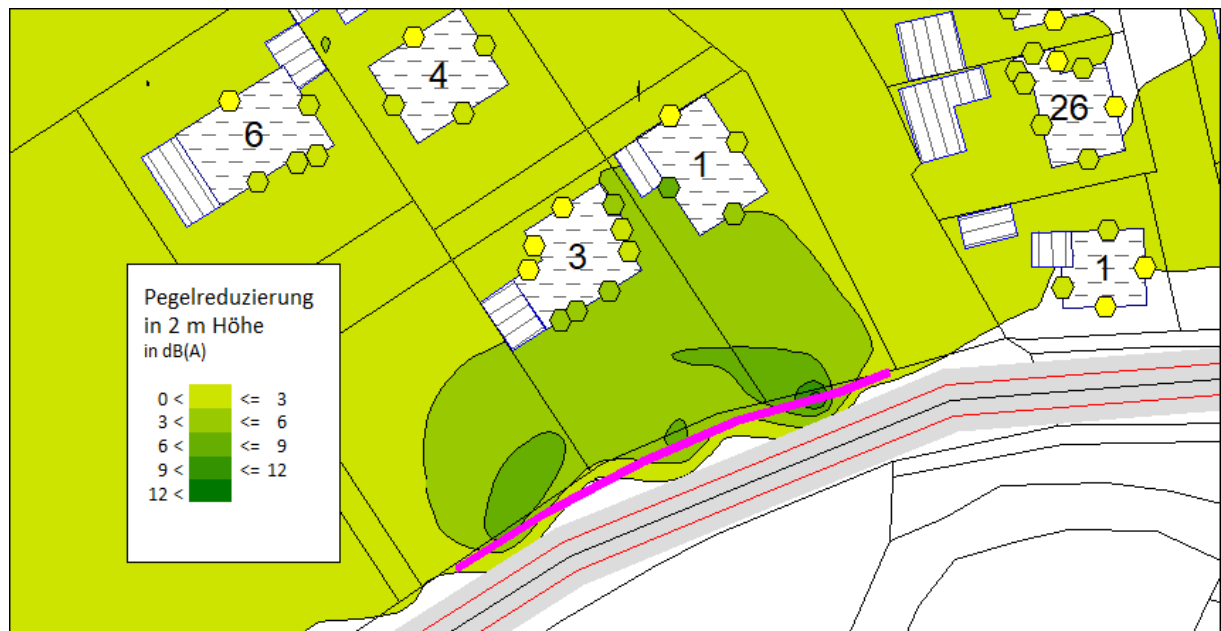 4
6
26
1
3
1
Pegelreduzierung
in 2 m Höhe
in dB(A)
0 < <= 3
3 < <= 6
6 < <= 9
9 < <= 12
12 <